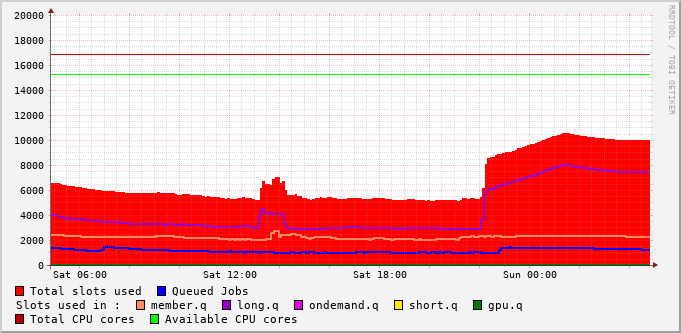 RRDTOOL / TOBI OETIKER
20000
18000
16000
14000
12000
10000
8000
6000
4000
2000
0
Sat 06:00 Sat 12:00 Sat 18:00 Sun 00:00
Total slots used Queued Jobs
Slots used in : member.q long.q ondemand.q short.q gpu.q
Total CPU cores Available CPU cores